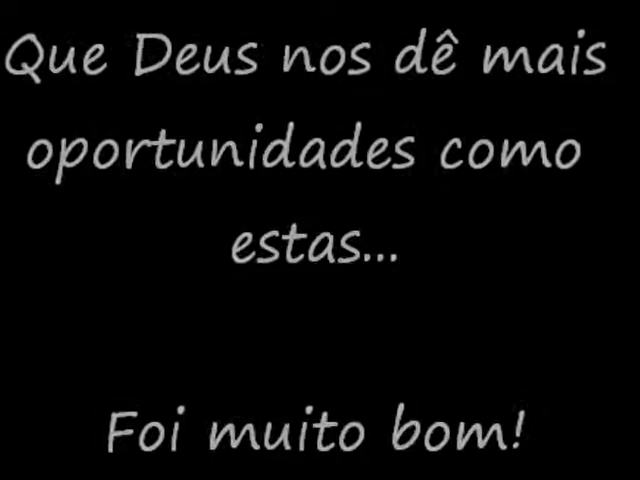 Que Deus nos dê mais
oportunidades como
estas...
Foi muito bom!